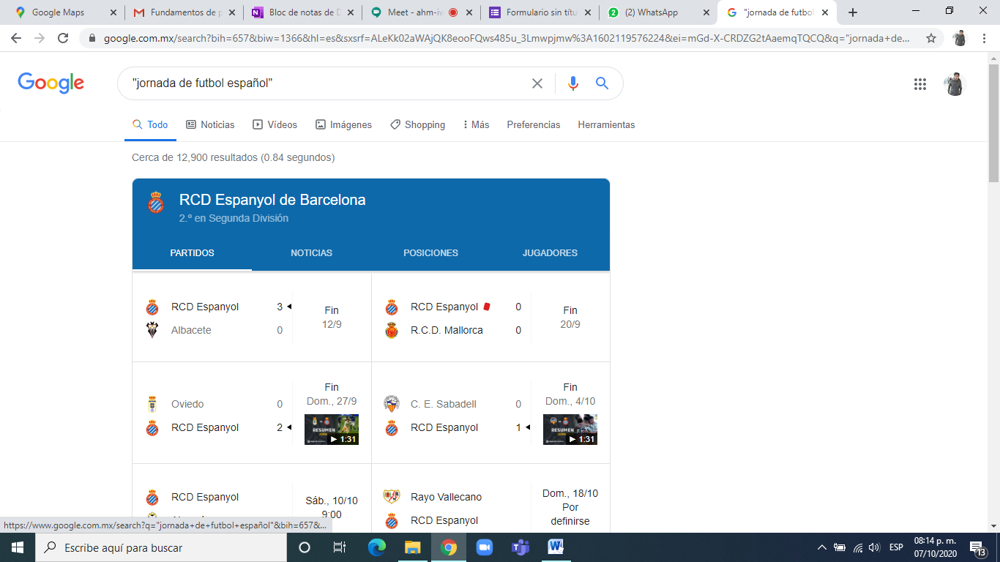 Google Maps
Fundamentos de p
Bloc de notas de D
Meet - ahm-iw
Formulario sin títu
(2) WhatsApp
"jornada de futbol
google.com.mx/search?bih=657&biw=1366&hl=es&sxsrf=ALeKk02aWAjQK8eooFQws485u_3Lmwpjmw%3A1602119576224&ei=mGd-X-CRDZG2tAaemqTQCQ&q="jornada+de...
Google
"jornada de futbol español"
Todo
Noticias
Vídeos
Imágenes
Shopping
Más
Preferencias
Herramientas
Cerca de 12,900 resultados (0.84 segundos)
RCD Espanyol de Barcelona
2.º en Segunda División
PARTIDOS
NOTICIAS
POSICIONES
JUGADORES
RCD Espanyol 3
Albacete 0
Fin
12/9
RCD Espanyol 0
R.C.D. Mallorca 0
Fin
20/9
Oviedo 0
RCD Espanyol 2
Fin
Dom., 27/9
RESUMEN
1:31
C. E. Sabadell 0
RCD Espanyol 1
Fin
Dom., 4/10
RESUMEN
1:31
RCD Espanyol
Sáb., 10/10
9:00
Rayo Vallecano
RCD Espanyol
Dom., 18/10
Por
definirse
https://www.google.com.mx/search?q="jornada+de+futbol+español"&bih=657&...
Escribe aquí para buscar
ESP
08:14 p. m.
07/10/2020
13